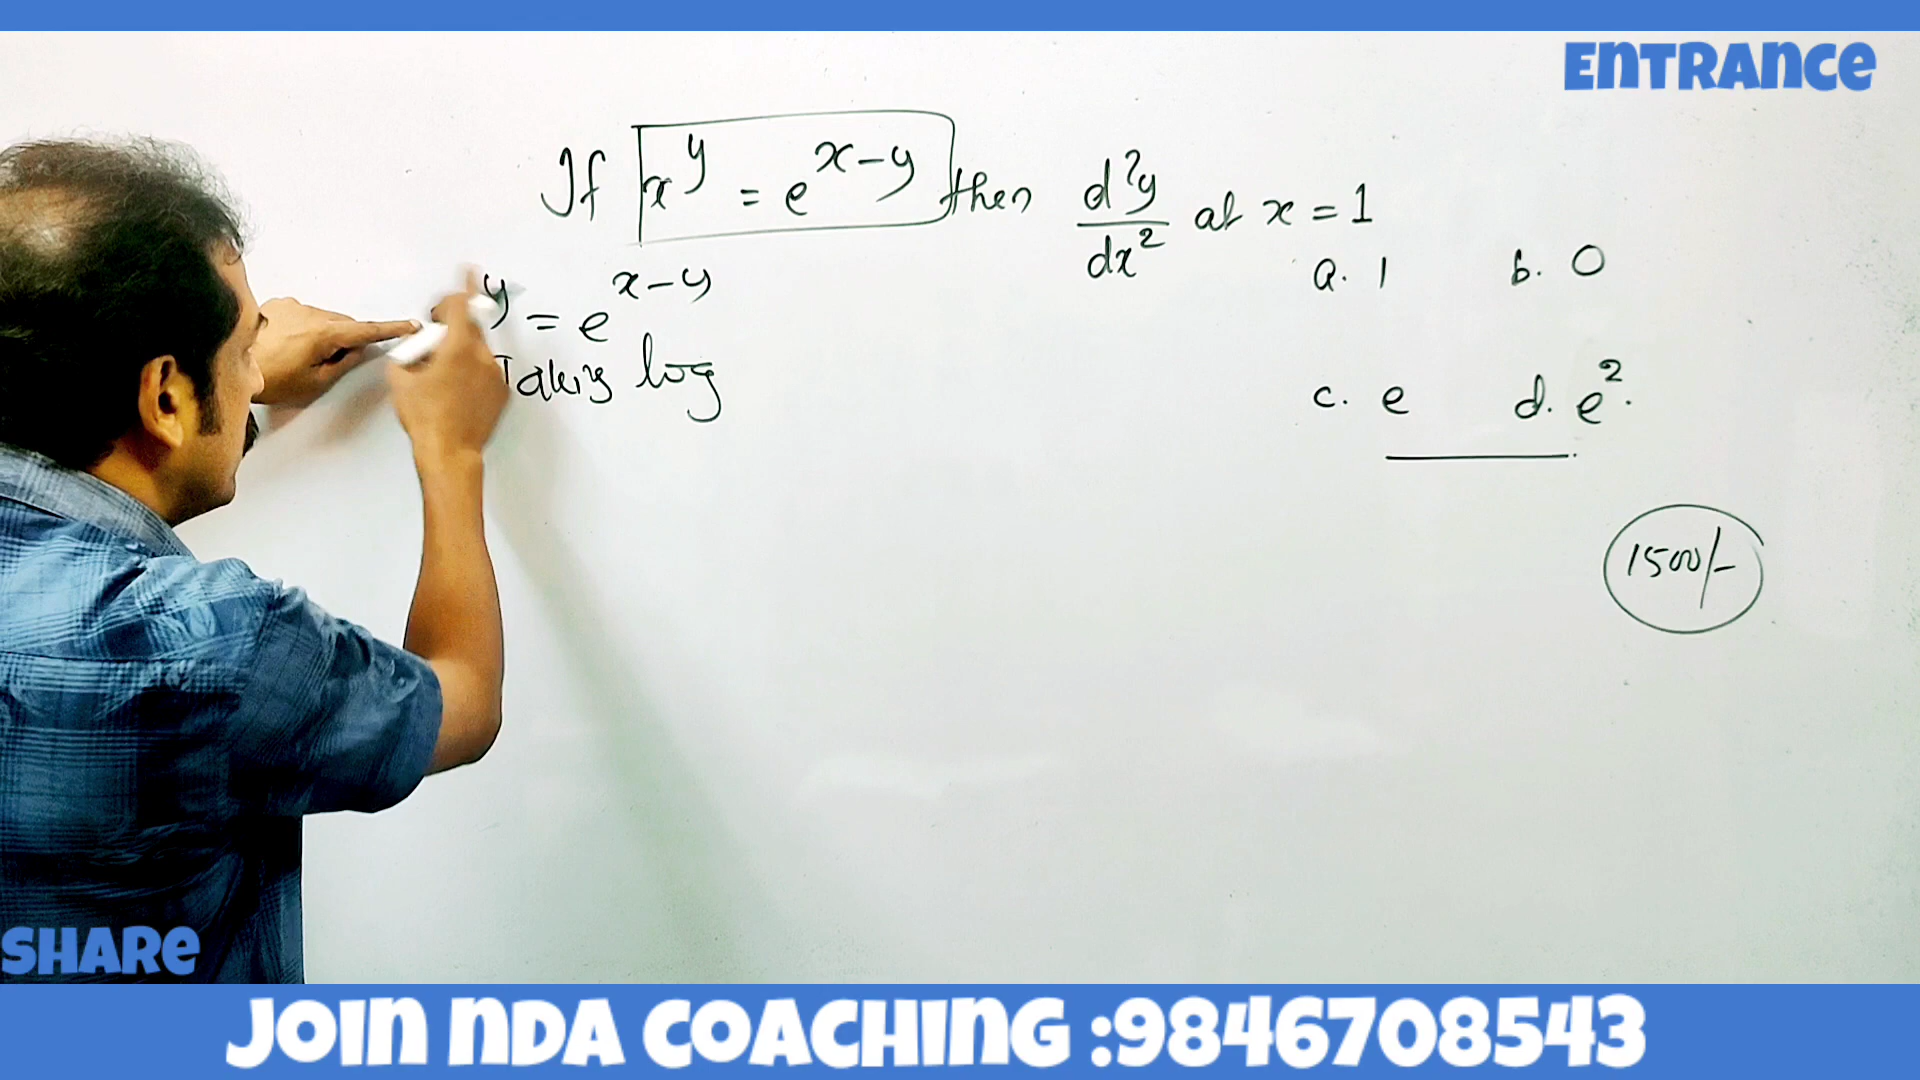 ENTRANCE
If x^y = e^(x-y) then d²y/dx² at x = 1
a. 1 b. 0
y = e^(x-y)
Taking log
c. e d. e².
1500/-
SHARE
JOIN NDA COACHING :9846708543